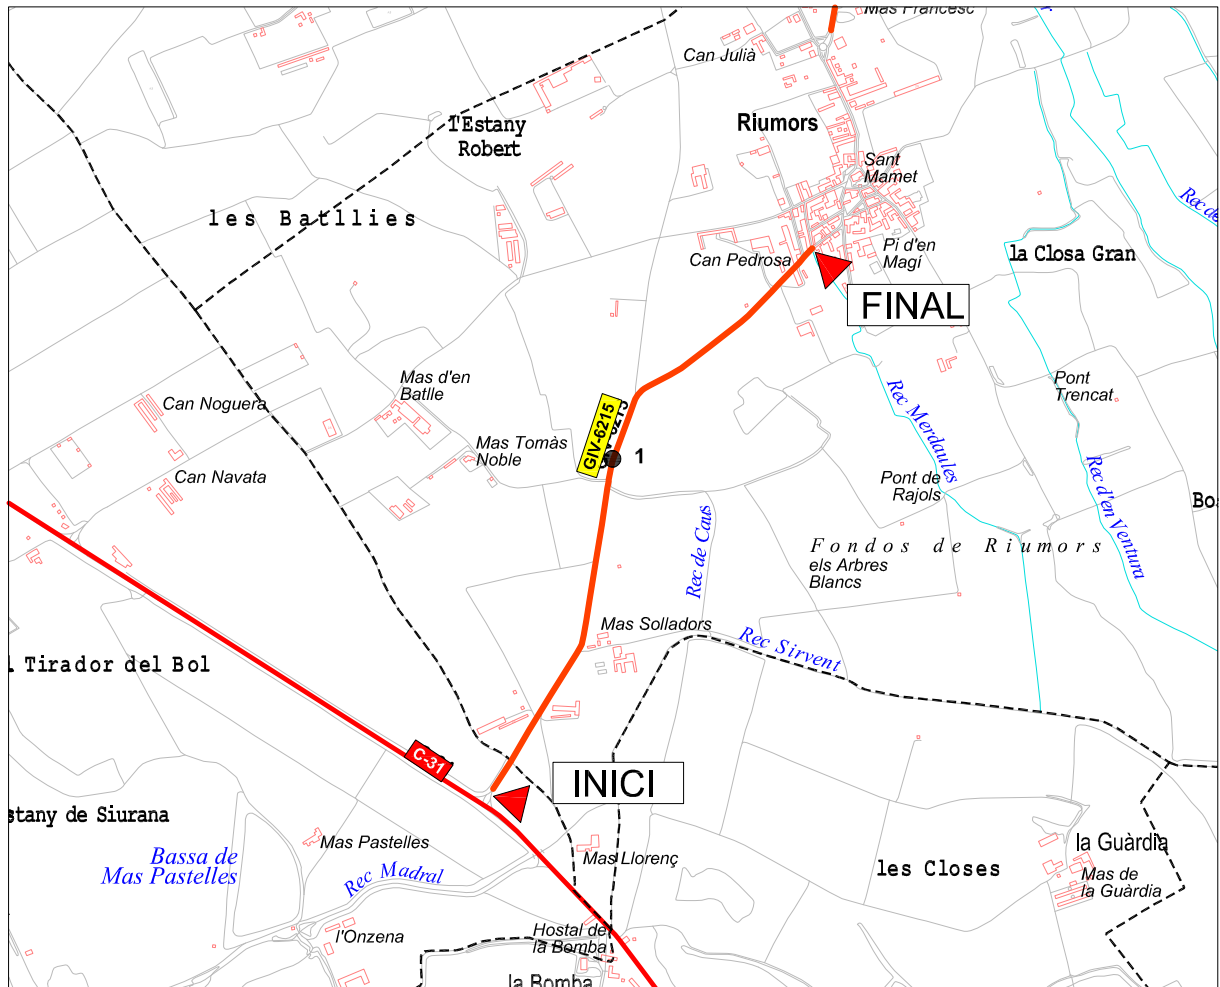 Mas Francesc
Can Julià
Riumors
l'Estany
Robert
Sant
Mamet
les Batllies
Pi d'en
Magí
la Closa Gran
Can Pedrosa
FINAL
Mas d'en
Batlle
Pont
Trencat
Can Noguera
Rec Merdaules
GIV-6215
Mas Tomàs
Noble
1
Can Navata
Pont de
Rajols
Rec d'en Ventura
Rec de Caus
Fondos de Riumors
els Arbres
Blancs
Mas Solladors
Rec Sirvent
Tirador del Bol
C-31
INICI
stany de Siurana
Mas Pastelles
Bassa de
Mas Pastelles
Rec Madral
Mas Llorenç
la Guàrdia
les Closes
Mas de
la Guàrdia
l'Onzena
Hostal de
la Bomba
la Bomba